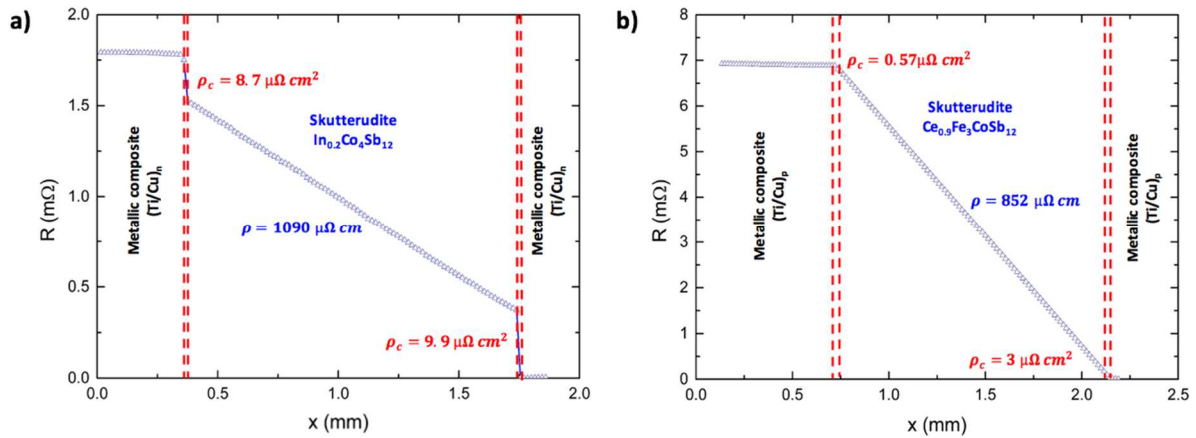 a)
R (mΩ)
2.0
1.5
1.0
0.5
0.0
0.0 0.5 1.0 1.5 2.0
x (mm)
Metallic composite
(Ti/Cu)n
ρc = 8.7 μΩ cm²
Skutterudite
In0.2Co4Sb12
ρ = 1090 μΩ cm
ρc = 9.9 μΩ cm²
Metallic composite
(Ti/Cu)n
b)
R (mΩ)
8
7
6
5
4
3
2
1
0
0.0 0.5 1.0 1.5 2.0 2.5
x (mm)
Metallic composite
(Ti/Cu)p
ρc = 0.57μΩ cm²
Skutterudite
Ce0.9Fe3CoSb12
ρ = 852 μΩ cm
ρc = 3 μΩ cm²
Metallic composite
(Ti/Cu)p